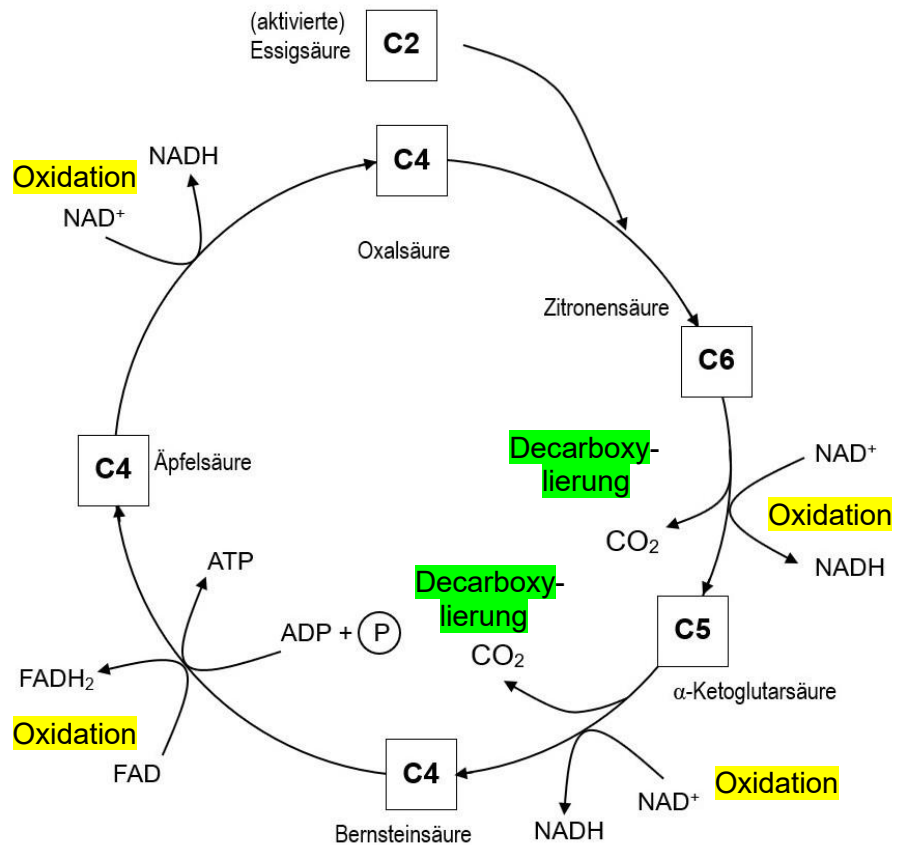 (aktivierte)
Essigsäure
C2
C4
Oxalsäure
NADH
Oxidation
NAD⁺
Zitronensäure
C6
Decarboxy-
lierung
CO₂
NAD⁺
Oxidation
NADH
C5
α-Ketoglutarsäure
Decarboxy-
lierung
CO₂
NAD⁺
Oxidation
NADH
C4
Bernsteinsäure
ATP
ADP + P
FADH₂
Oxidation
FAD
C4
Äpfelsäure